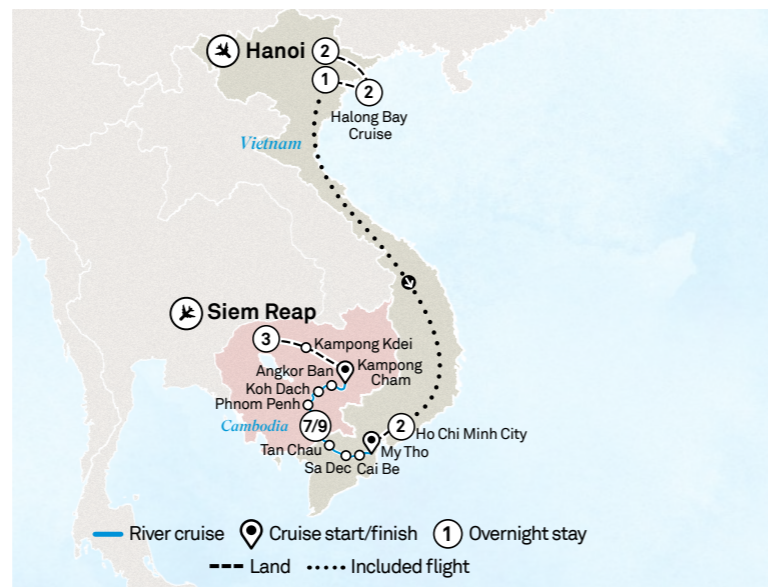 Hanoi
2
1
2
Halong Bay
Cruise
Vietnam
Siem Reap
3
Kampong Kdei
Angkor Ban
Kampong
Cham
Koh Dach
Phnom Penh
Cambodia
7/9
2
Ho Chi Minh City
Tan Chau
My Tho
Sa Dec
Cai Be
River cruise
Cruise start/finish
1 Overnight stay
Land
Included flight